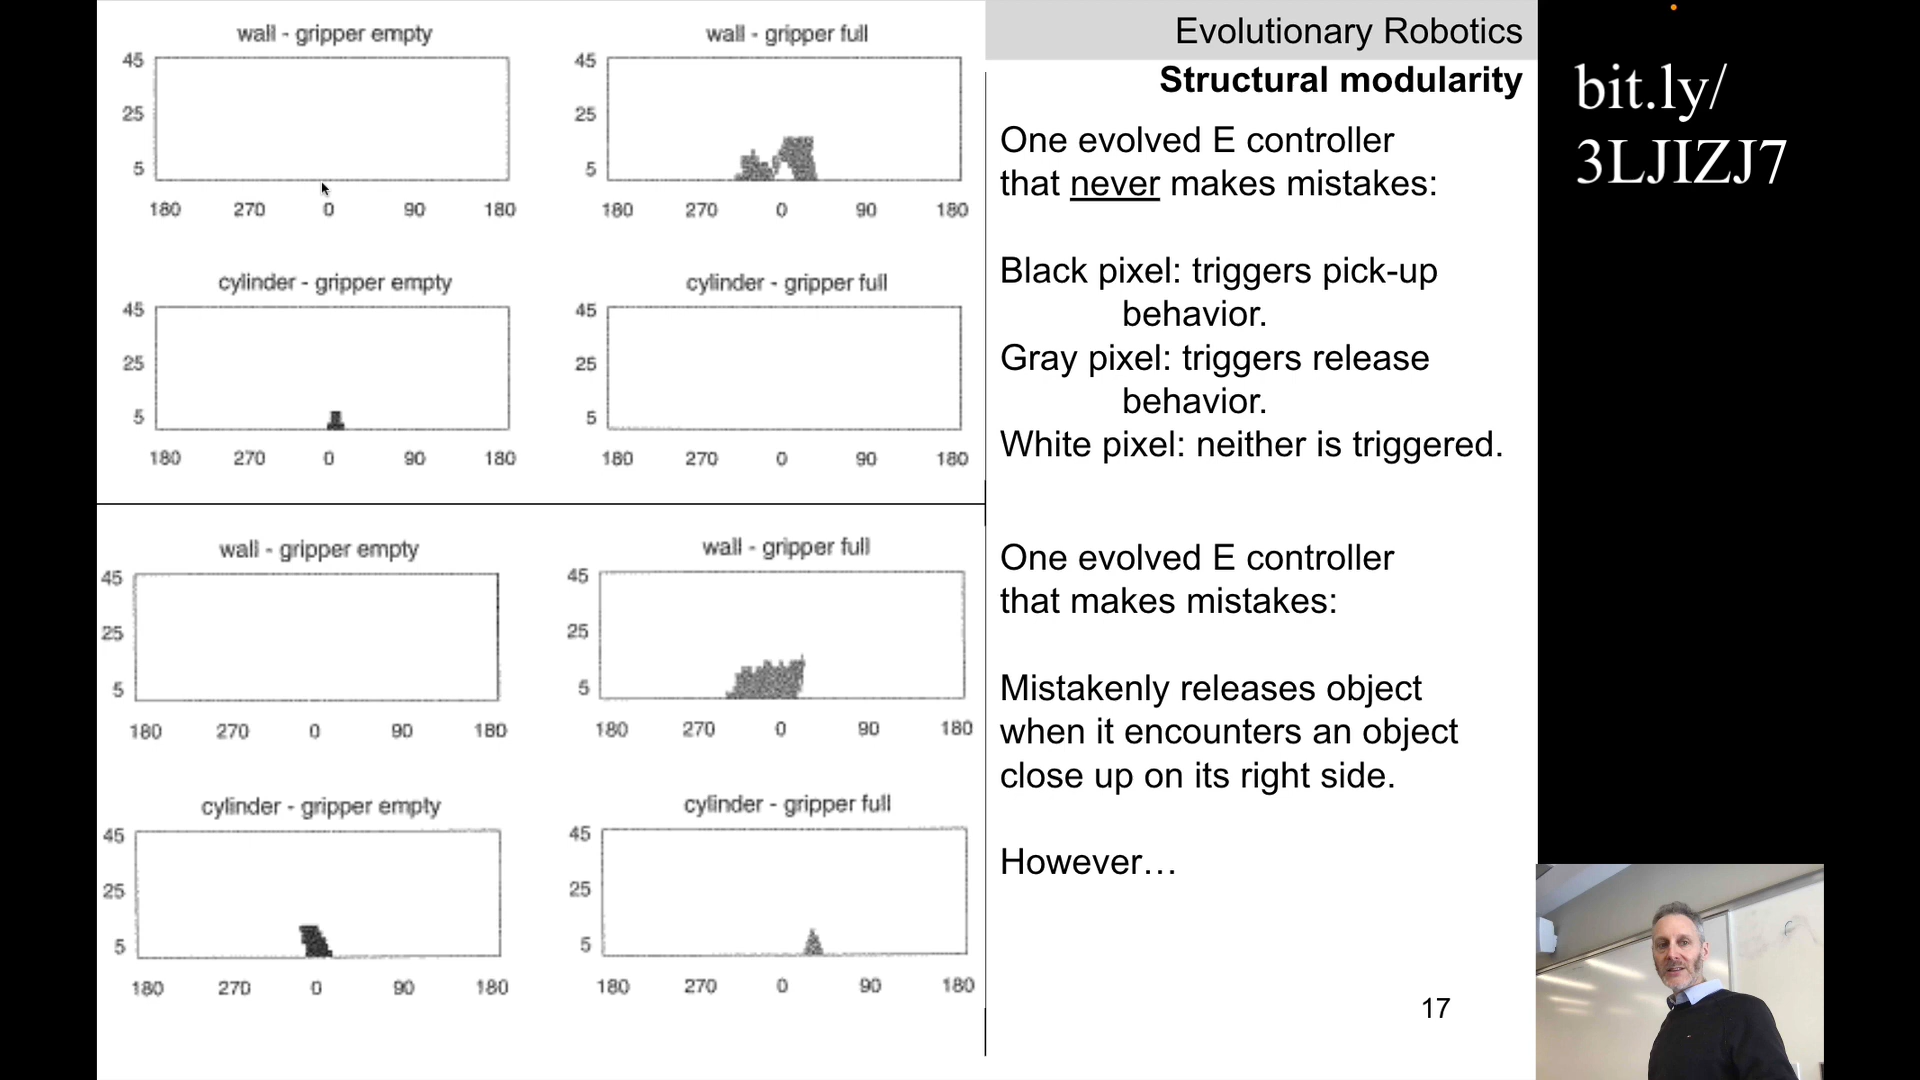 wall - gripper empty
45
25
5
180 270 0 90 180
wall - gripper full
45
25
5
180 270 0 90 180
cylinder - gripper empty
45
25
5
180 270 0 90 180
cylinder - gripper full
45
25
5
180 270 0 90 180
wall - gripper empty
45
25
5
180 270 0 90 180
wall - gripper full
45
25
5
180 270 0 90 180
cylinder - gripper empty
45
25
5
180 270 0 90 180
cylinder - gripper full
45
25
5
180 270 0 90 180
Evolutionary Robotics
Structural modularity
One evolved E controller
that never makes mistakes:
Black pixel: triggers pick-up
behavior.
Gray pixel: triggers release
behavior.
White pixel: neither is triggered.
One evolved E controller
that makes mistakes:
Mistakenly releases object
when it encounters an object
close up on its right side.
However…
17
bit.ly/
3LJIZJ7